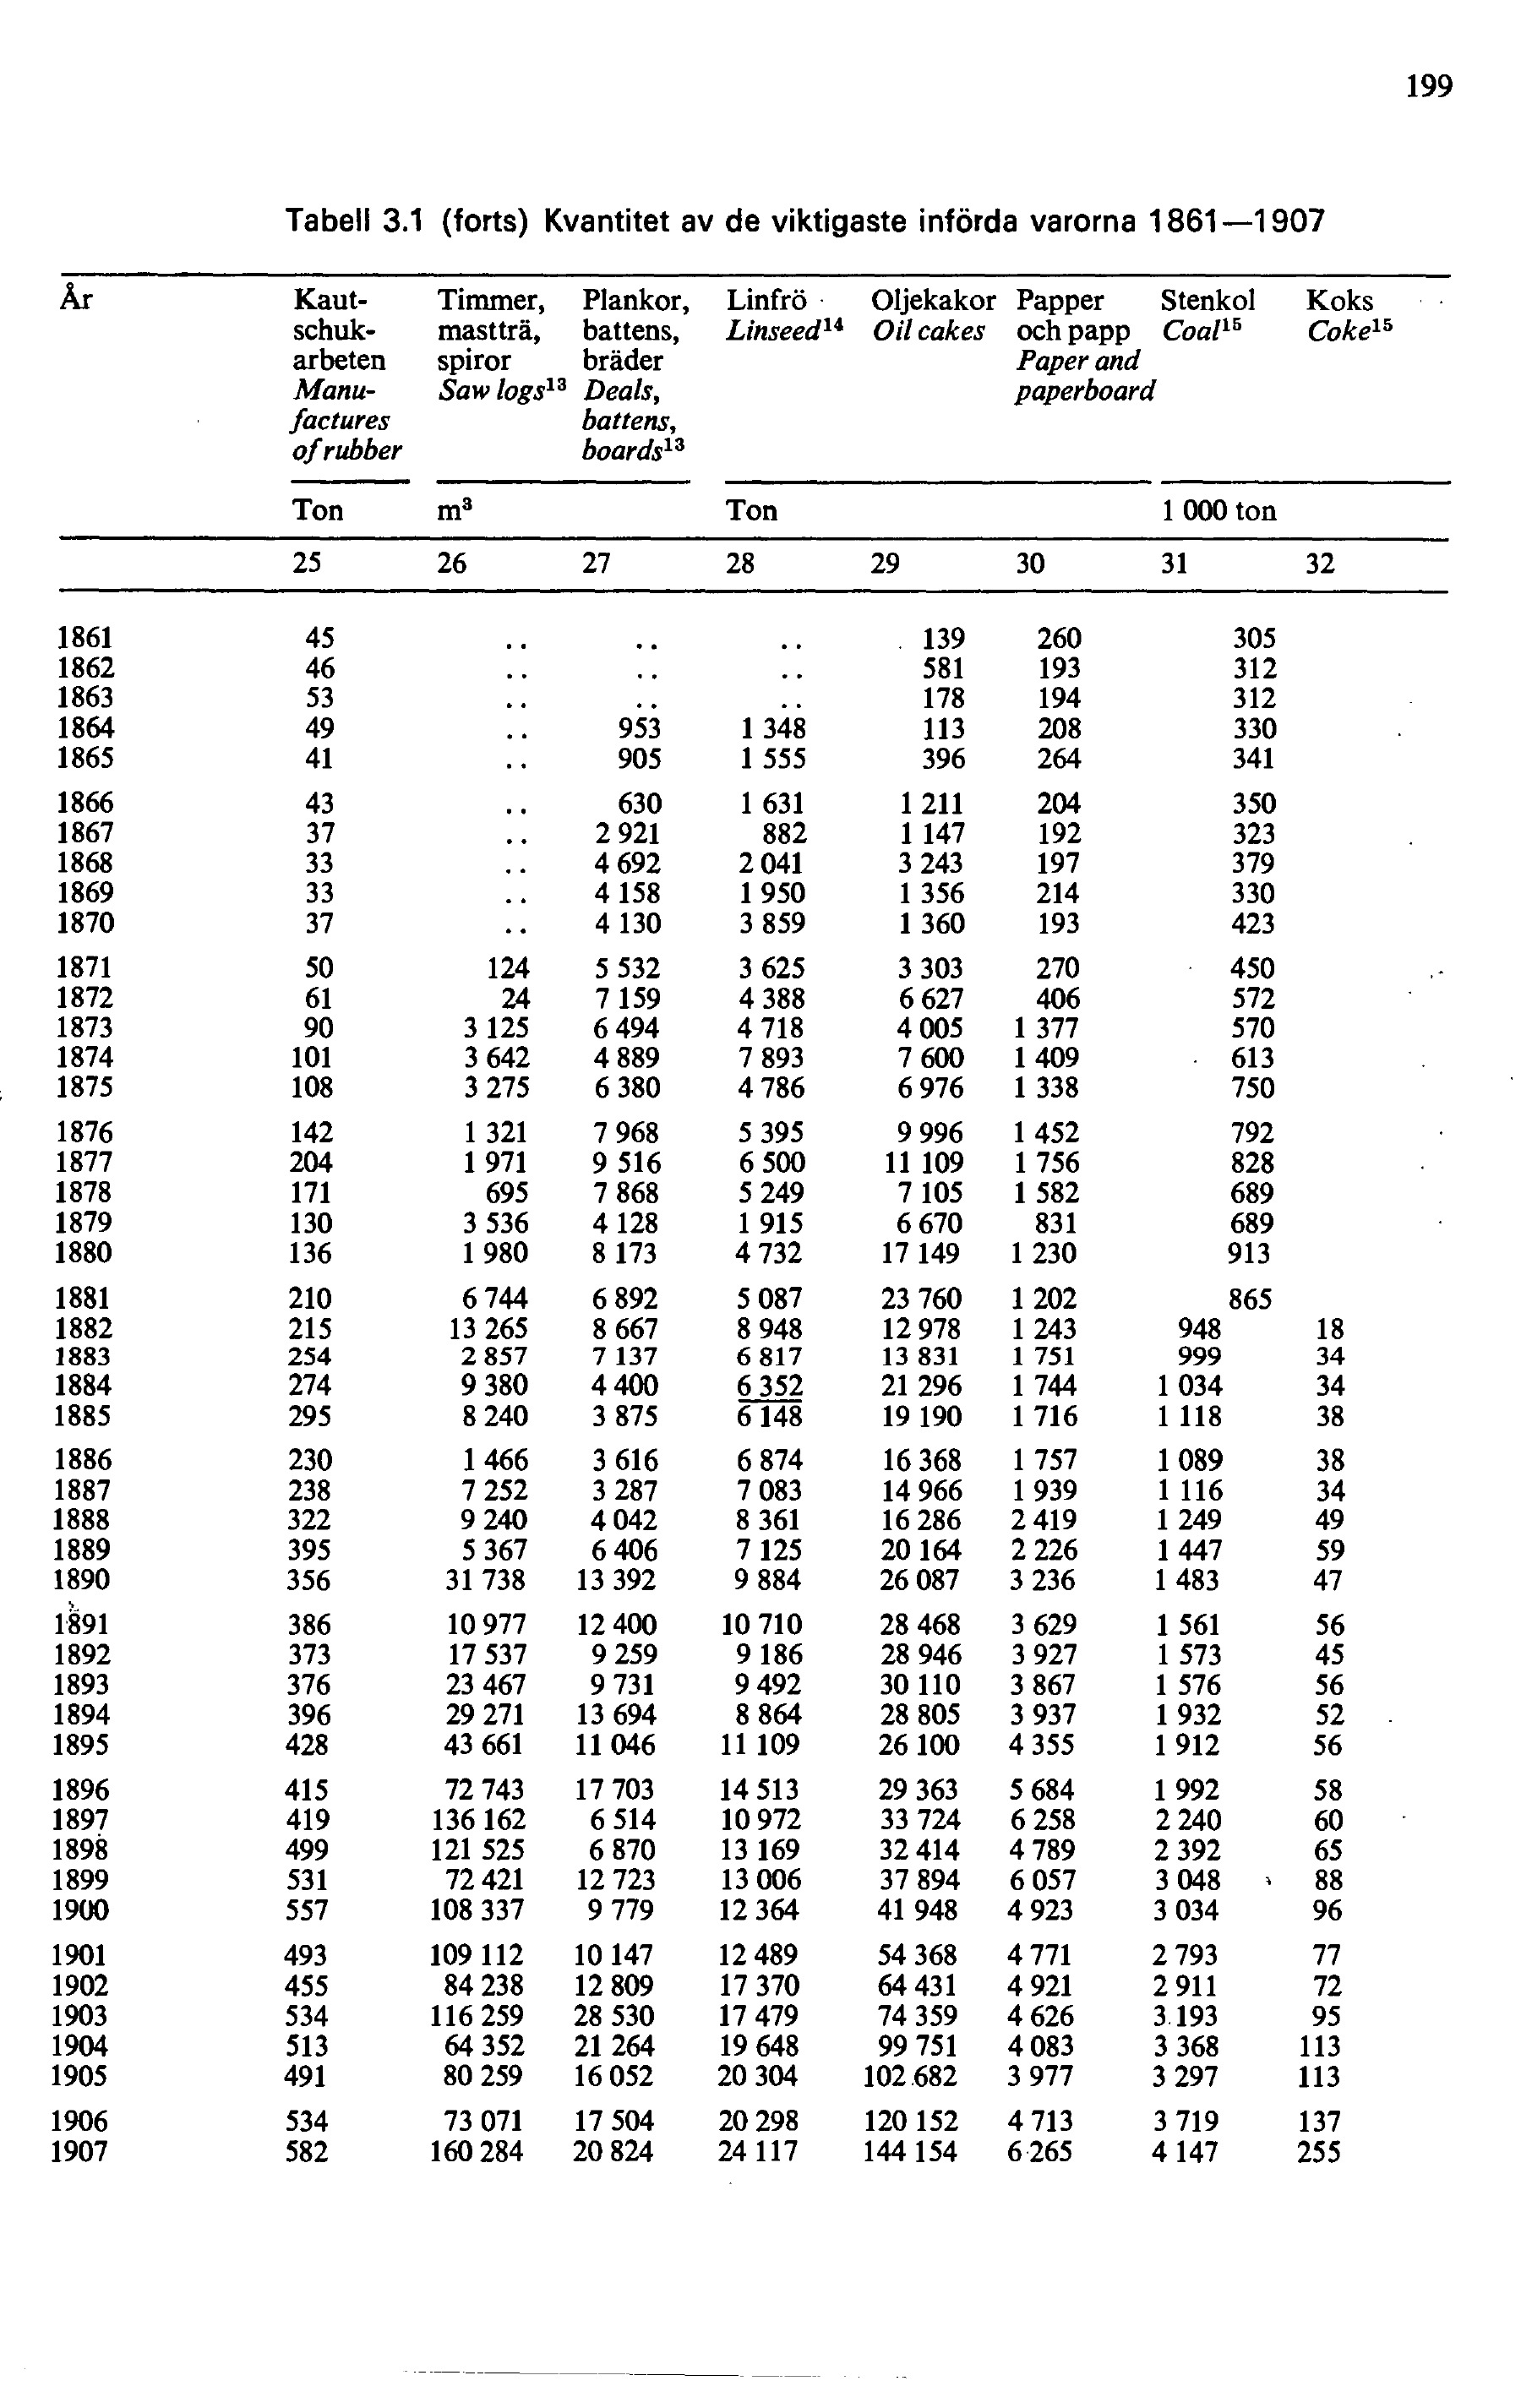 199
Tabell 3.1 (forts) Kvantitet av de viktigaste införda varorna 1861—1907
År Kaut- Timmer, Plankor, Linfrö Oljekakor Papper Stenkol Koks
schuk- mastträ, battens, Linseed¹⁴ Oil cakes och papp Coal¹⁵ Coke¹⁵
arbeten spiror bräder Paper and
Manu- Saw logs¹³ Deals, paperboard
factures battens,
of rubber boards¹³
Ton m³ Ton 1 000 ton
25 26 27 28 29 30 31 32
1861 45 .. .. .. 139 260 305
1862 46 .. .. .. 581 193 312
1863 53 .. .. .. 178 194 312
1864 49 .. 953 1 348 113 208 330
1865 41 .. 905 1 555 396 264 341
1866 43 .. 630 1 631 1 211 204 350
1867 37 .. 2 921 882 1 147 192 323
1868 33 .. 4 692 2 041 3 243 197 379
1869 33 .. 4 158 1 950 1 356 214 330
1870 37 .. 4 130 3 859 1 360 193 423
1871 50 124 5 532 3 625 3 303 270 450
1872 61 24 7 159 4 388 6 627 406 572
1873 90 3 125 6 494 4 718 4 005 1 377 570
1874 101 3 642 4 889 7 893 7 600 1 409 613
1875 108 3 275 6 380 4 786 6 976 1 338 750
1876 142 1 321 7 968 5 395 9 996 1 452 792
1877 204 1 971 9 516 6 500 11 109 1 756 828
1878 171 695 7 868 5 249 7 105 1 582 689
1879 130 3 536 4 128 1 915 6 670 831 689
1880 136 1 980 8 173 4 732 17 149 1 230 913
1881 210 6 744 6 892 5 087 23 760 1 202 865
1882 215 13 265 8 667 8 948 12 978 1 243 948 18
1883 254 2 857 7 137 6 817 13 831 1 751 999 34
1884 274 9 380 4 400 6 352 21 296 1 744 1 034 34
1885 295 8 240 3 875 6 148 19 190 1 716 1 118 38
1886 230 1 466 3 616 6 874 16 368 1 757 1 089 38
1887 238 7 252 3 287 7 083 14 966 1 939 1 116 34
1888 322 9 240 4 042 8 361 16 286 2 419 1 249 49
1889 395 5 367 6 406 7 125 20 164 2 226 1 447 59
1890 356 31 738 13 392 9 884 26 087 3 236 1 483 47
1891 386 10 977 12 400 10 710 28 468 3 629 1 561 56
1892 373 17 537 9 259 9 186 28 946 3 927 1 573 45
1893 376 23 467 9 731 9 492 30 110 3 867 1 576 56
1894 396 29 271 13 694 8 864 28 805 3 937 1 932 52
1895 428 43 661 11 046 11 109 26 100 4 355 1 912 56
1896 415 72 743 17 703 14 513 29 363 5 684 1 992 58
1897 419 136 162 6 514 10 972 33 724 6 258 2 240 60
1898 499 121 525 6 870 13 169 32 414 4 789 2 392 65
1899 531 72 421 12 723 13 006 37 894 6 057 3 048 88
1900 557 108 337 9 779 12 364 41 948 4 923 3 034 96
1901 493 109 112 10 147 12 489 54 368 4 771 2 793 77
1902 455 84 238 12 809 17 370 64 431 4 921 2 911 72
1903 534 116 259 28 530 17 479 74 359 4 626 3 193 95
1904 513 64 352 21 264 19 648 99 751 4 083 3 368 113
1905 491 80 259 16 052 20 304 102 682 3 977 3 297 113
1906 534 73 071 17 504 20 298 120 152 4 713 3 719 137
1907 582 160 284 20 824 24 117 144 154 6 265 4 147 255